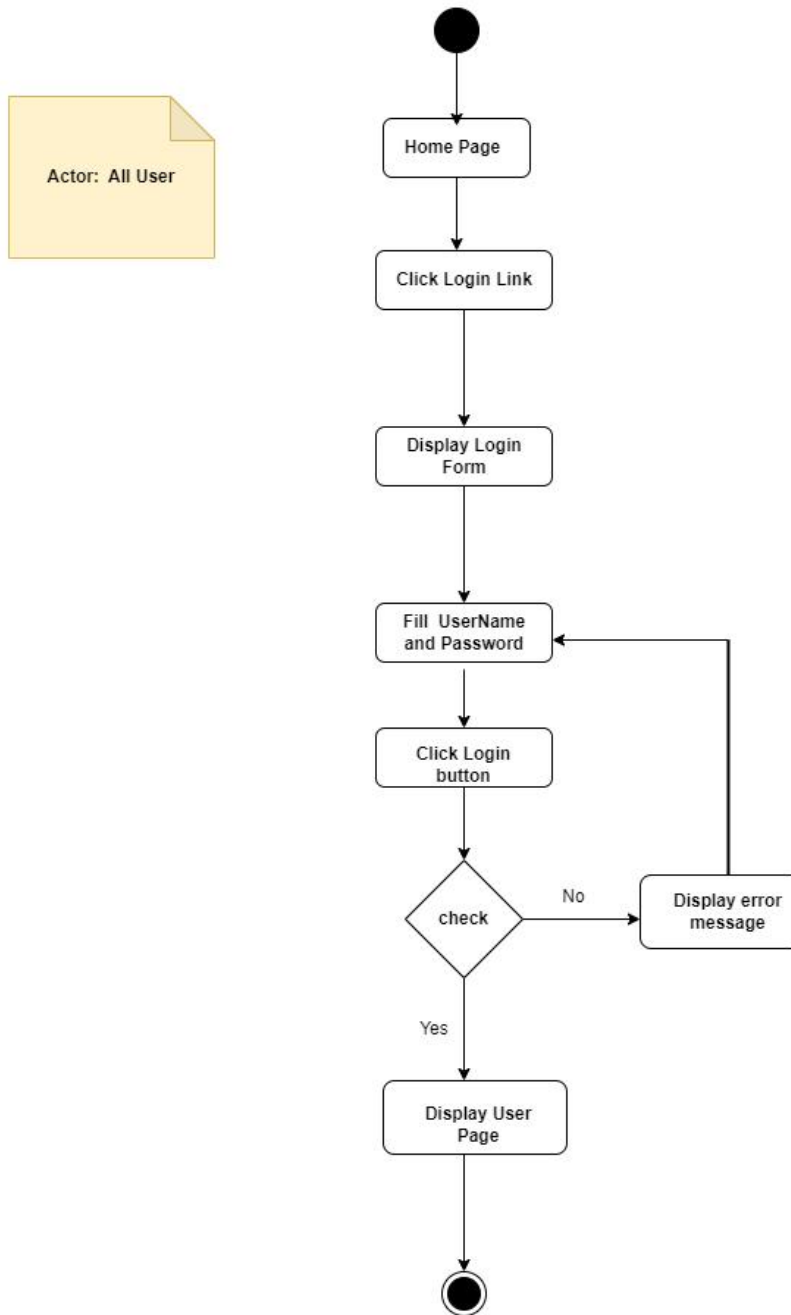 Home Page
Actor: All User
Click Login Link
Display Login
Form
Fill UserName
and Password
Click Login
button
check
No
Display error
message
Yes
Display User
Page